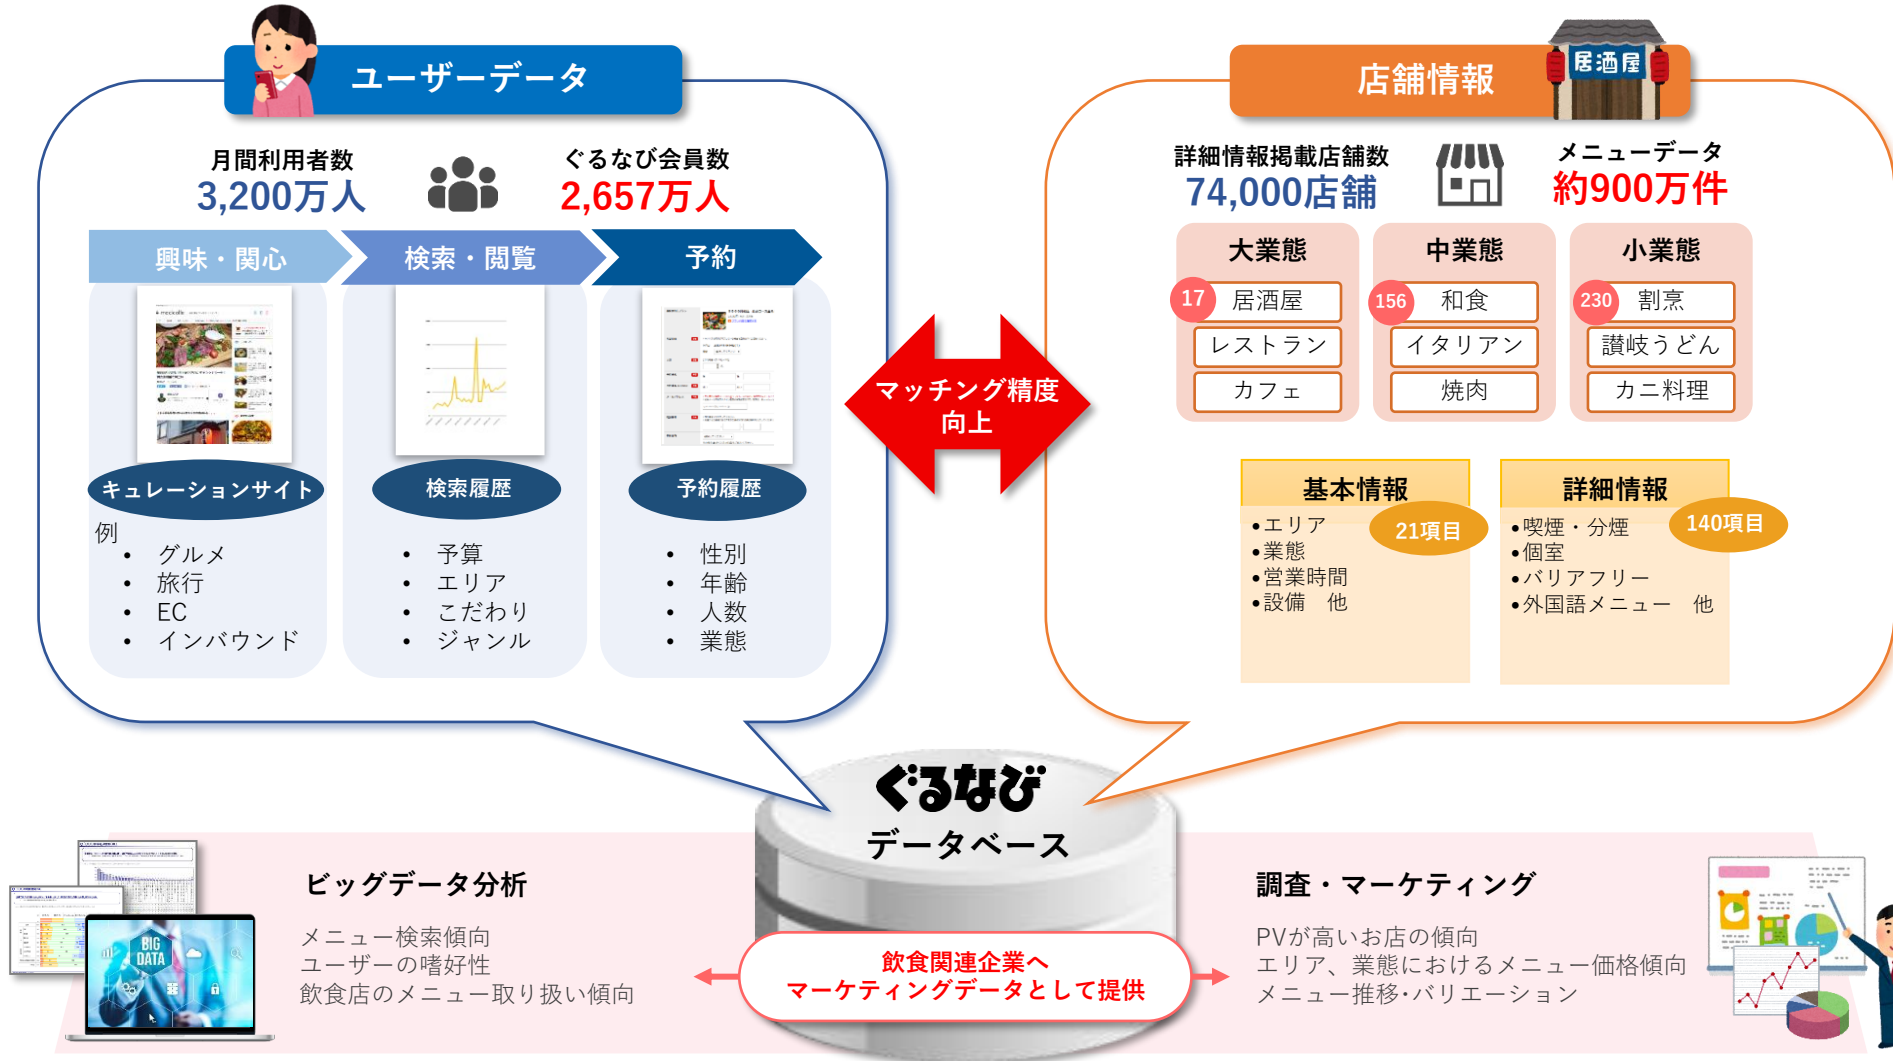 ユーザーデータ
月間利用者数
3,200万人
ぐるなび会員数
2,657万人
興味・関心
検索・閲覧
予約
キュレーションサイト
例
• グルメ
• 旅行
• EC
• インバウンド
検索履歴
• 予算
• エリア
• こだわり
• ジャンル
予約履歴
• 性別
• 年齢
• 人数
• 業態
マッチング精度
向上
店舗情報
居酒屋
詳細情報掲載店舗数
74,000店舗
メニューデータ
約900万件
大業態
17
居酒屋
レストラン
カフェ
中業態
156
和食
イタリアン
焼肉
小業態
230
割烹
讃岐うどん
カニ料理
基本情報
21項目
•エリア
•業態
•営業時間
•設備 他
詳細情報
140項目
•喫煙・分煙
•個室
•バリアフリー
•外国語メニュー 他
ぐるなび
データベース
ビッグデータ分析
メニュー検索傾向
ユーザーの嗜好性
飲食店のメニュー取り扱い傾向
BIG
DATA
飲食関連企業へ
マーケティングデータとして提供
調査・マーケティング
PVが高いお店の傾向
エリア、業態におけるメニュー価格傾向
メニュー推移・バリエーション